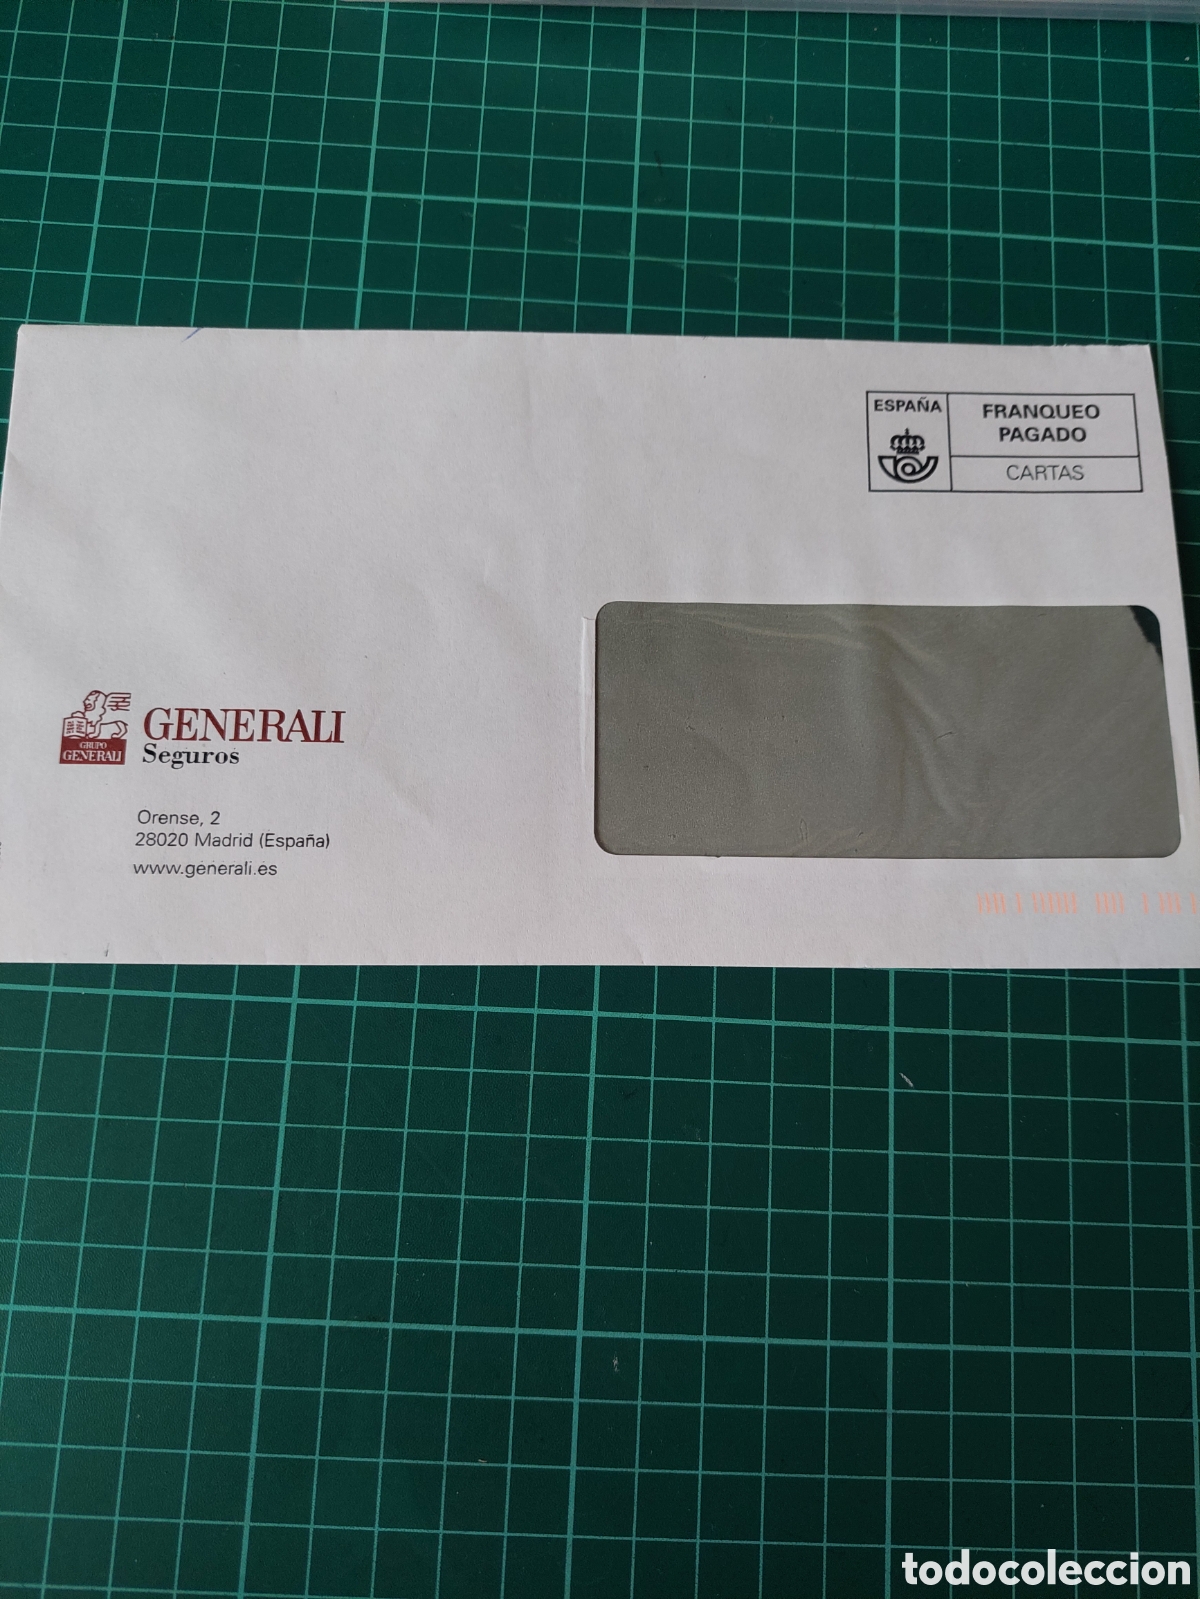 ESPAÑA
FRANQUEO
PAGADO
CARTAS
GRUPO
GENERALI
GENERALI
Seguros
Orense, 2
28020 Madrid (España)
www.generali.es
todocoleccion